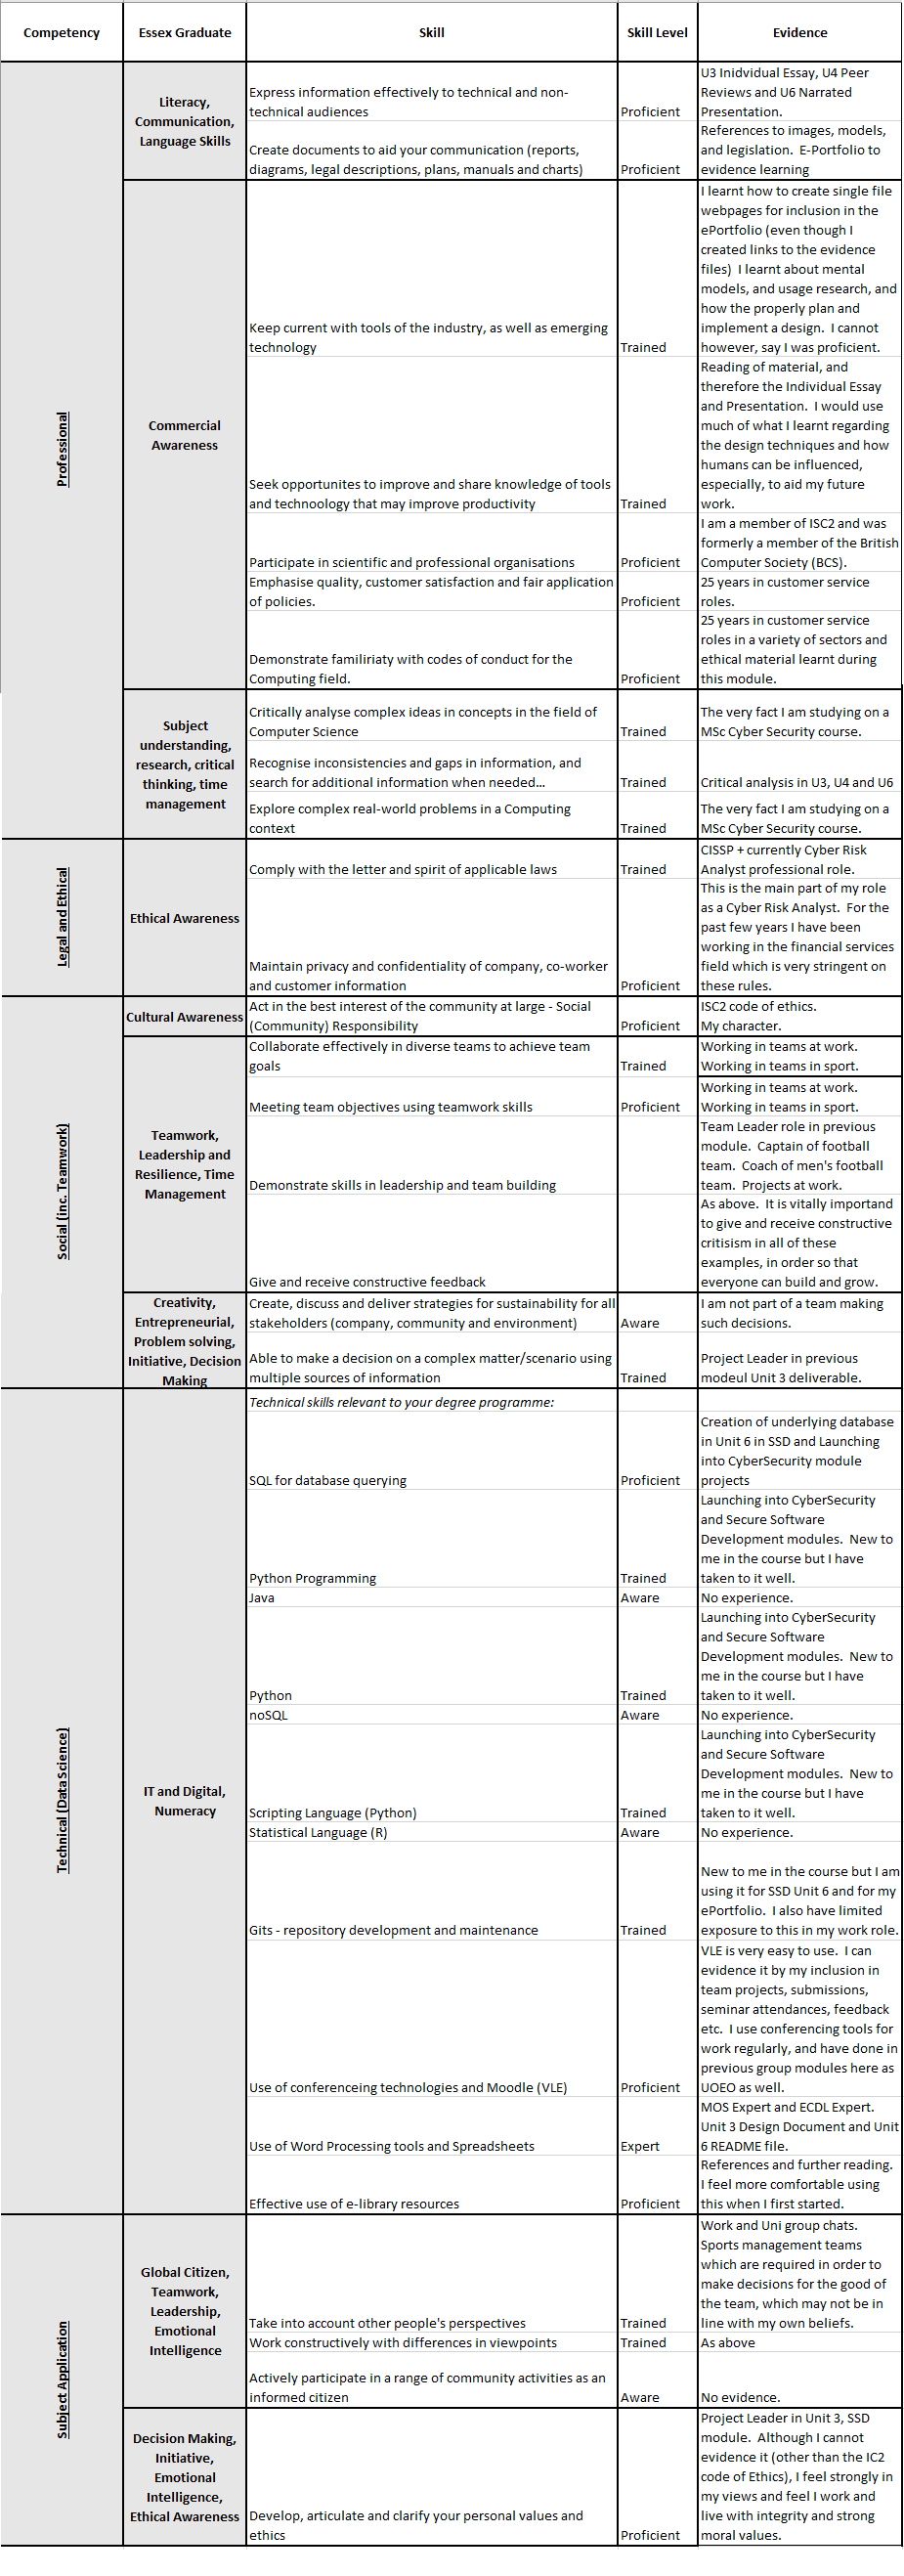 Competency
Essex Graduate
Skill
Skill Level
Evidence
Professional
Literacy,
Communication,
Language Skills
Express information effectively to technical and non-
technical audiences
Proficient
U3 Inidvidual Essay, U4 Peer
Reviews and U6 Narrated
Presentation.
Create documents to aid your communication (reports,
diagrams, legal descriptions, plans, manuals and charts)
Proficient
References to images, models,
and legislation. E-Portfolio to
evidence learning
Commercial
Awareness
Keep current with tools of the industry, as well as emerging
technology
Trained
I learnt how to create single file
webpages for inclusion in the
ePortfolio (even though I
created links to the evidence
files) I learnt about mental
models, and usage research, and
how the properly plan and
implement a design. I cannot
however, say I was proficient.
Seek opportunites to improve and share knowledge of tools
and technoology that may improve productivity
Trained
Reading of material, and
therefore the Individual Essay
and Presentation. I would use
much of what I learnt regarding
the design techniques and how
humans can be influenced,
especially, to aid my future
work.
Participate in scientific and professional organisations
Proficient
I am a member of ISC2 and was
formerly a member of the British
Computer Society (BCS).
Emphasise quality, customer satisfaction and fair application
of policies.
Proficient
25 years in customer service
roles.
Demonstrate familiriaty with codes of conduct for the
Computing field.
Proficient
25 years in customer service
roles in a variety of sectors and
ethical material learnt during
this module.
Subject
understanding,
research, critical
thinking, time
management
Critically analyse complex ideas in concepts in the field of
Computer Science
Trained
The very fact I am studying on a
MSc Cyber Security course.
Recognise inconsistencies and gaps in information, and
search for additional information when needed...
Trained
Critical analysis in U3, U4 and U6
Explore complex real-world problems in a Computing
context
Trained
The very fact I am studying on a
MSc Cyber Security course.
Legal and Ethical
Ethical Awareness
Comply with the letter and spirit of applicable laws
Trained
CISSP + currently Cyber Risk
Analyst professional role.
Maintain privacy and confidentiality of company, co-worker
and customer information
Proficient
This is the main part of my role
as a Cyber Risk Analyst. For the
past few years I have been
working in the financial services
field which is very stringent on
these rules.
Social (inc. Teamwork)
Cultural Awareness
Act in the best interest of the community at large - Social
(Community) Responsibility
Proficient
ISC2 code of ethics.
My character.
Teamwork,
Leadership and
Resilience, Time
Management
Collaborate effectively in diverse teams to achieve team
goals
Trained
Working in teams at work.
Working in teams in sport.
Meeting team objectives using teamwork skills
Proficient
Working in teams at work.
Working in teams in sport.
Demonstrate skills in leadership and team building
Team Leader role in previous
module. Captain of football
team. Coach of men's football
team. Projects at work.
Give and receive constructive feedback
As above. It is vitally importand
to give and receive constructive
critisism in all of these
examples, in order so that
everyone can build and grow.
Creativity,
Entrepreneurial,
Problem solving,
Initiative, Decision
Making
Create, discuss and deliver strategies for sustainability for all
stakeholders (company, community and environment)
Aware
I am not part of a team making
such decisions.
Able to make a decision on a complex matter/scenario using
multiple sources of information
Trained
Project Leader in previous
modeul Unit 3 deliverable.
Technical (Data Science)
IT and Digital,
Numeracy
Technical skills relevant to your degree programme:
SQL for database querying
Proficient
Creation of underlying database
in Unit 6 in SSD and Launching
into CyberSecurity module
projects
Python Programming
Trained
Launching into CyberSecurity
and Secure Software
Development modules. New to
me in the course but I have
taken to it well.
Java
Aware
No experience.
Python
Trained
Launching into CyberSecurity
and Secure Software
Development modules. New to
me in the course but I have
taken to it well.
noSQL
Aware
No experience.
Scripting Language (Python)
Trained
Launching into CyberSecurity
and Secure Software
Development modules. New to
me in the course but I have
taken to it well.
Statistical Language (R)
Aware
No experience.
Gits - repository development and maintenance
Trained
New to me in the course but I am
using it for SSD Unit 6 and for my
ePortfolio. I also have limited
exposure to this in my work role.
Use of conferenceing technologies and Moodle (VLE)
Proficient
VLE is very easy to use. I can
evidence it by my inclusion in
team projects, submissions,
seminar attendances, feedback
etc. I use conferencing tools for
work regularly, and have done in
previous group modules here as
UOEO as well.
Use of Word Processing tools and Spreadsheets
Expert
MOS Expert and ECDL Expert.
Unit 3 Design Document and Unit
6 README file.
Effective use of e-library resources
Proficient
References and further reading.
I feel more comfortable using
this when I first started.
Subject Application
Global Citizen,
Teamwork,
Leadership,
Emotional
Intelligence
Take into account other people's perspectives
Trained
Work and Uni group chats.
Sports management teams
which are required in order to
make decisions for the good of
the team, which may not be in
line with my own beliefs.
Work constructively with differences in viewpoints
Trained
As above
Actively participate in a range of community activities as an
informed citizen
Aware
No evidence.
Decision Making,
Initiative,
Emotional
Intelligence,
Ethical Awareness
Develop, articulate and clarify your personal values and
ethics
Proficient
Project Leader in Unit 3, SSD
module. Although I cannot
evidence it (other than the IC2
code of Ethics), I feel strongly in
my views and feel I work and
live with integrity and strong
moral values.